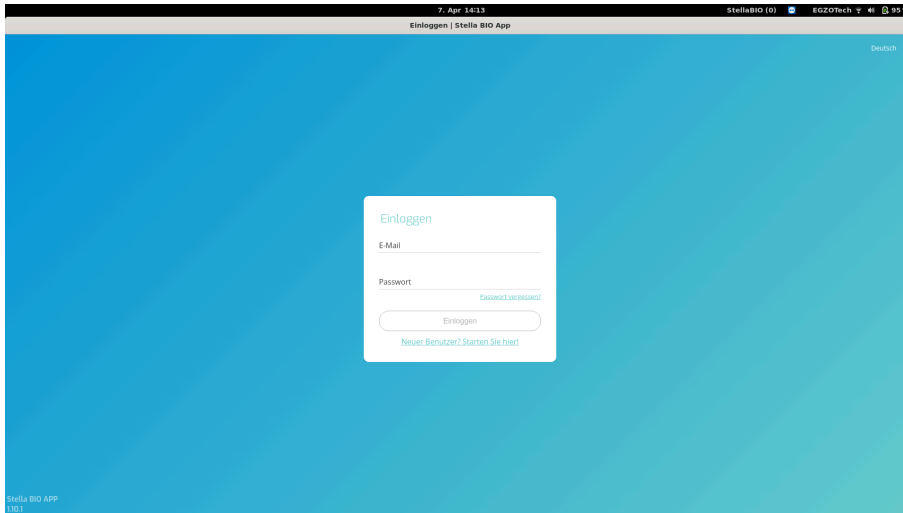 7. Apr 14:13
StellaBIO (0)
EGZOTech
95
Einloggen | Stella BIO App
Deutsch
Einloggen
E-Mail
Passwort
Passwort vergessen?
Einloggen
Neuer Benutzer? Starten Sie hier!
Stella BIO APP
1.10.1